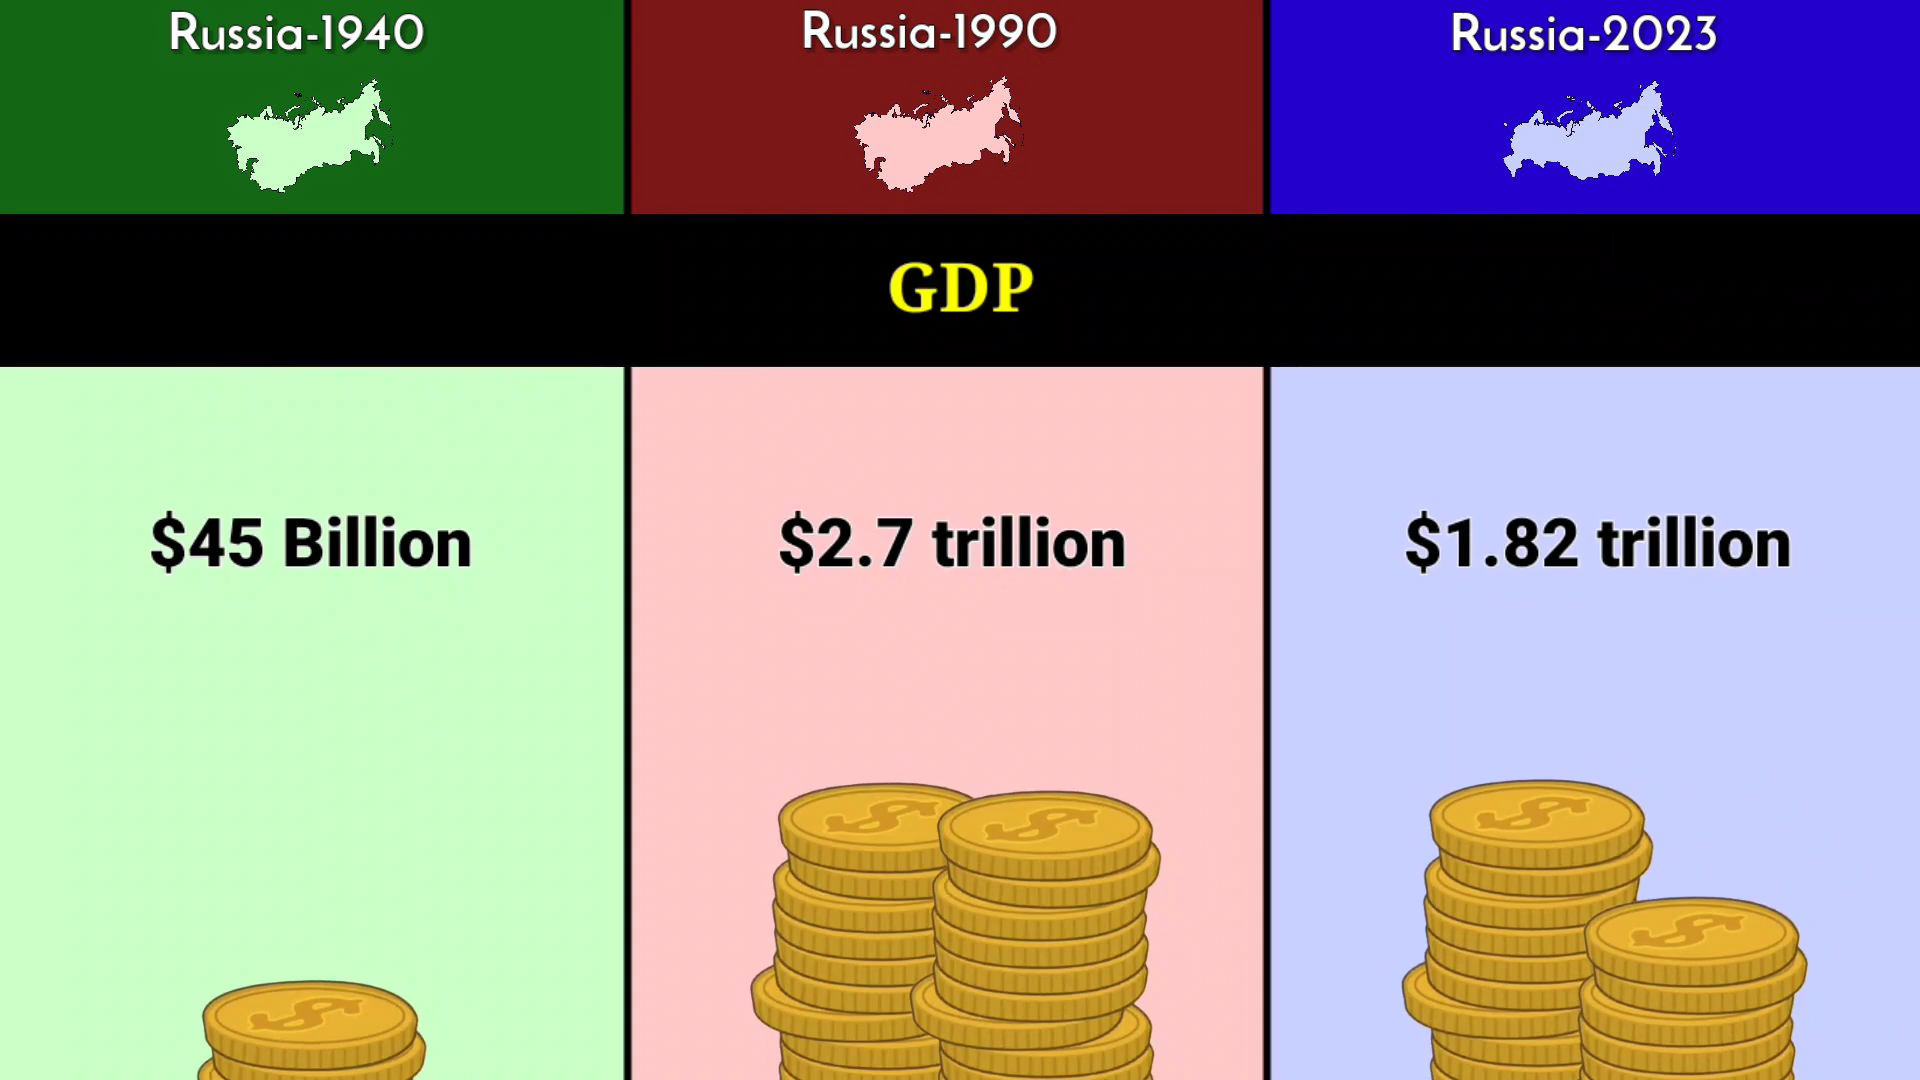 Russia-1940
Russia-1990
Russia-2023
GDP
$45 Billion
$2.7 trillion
$1.82 trillion